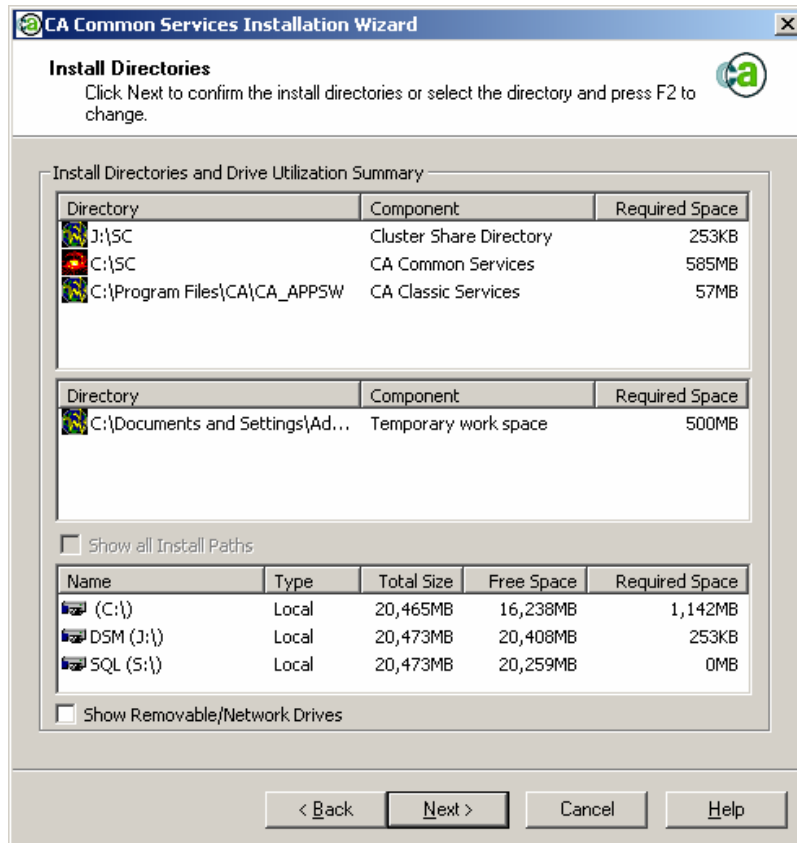 CA Common Services Installation Wizard
Install Directories
Click Next to confirm the install directories or select the directory and press F2 to
change.
ca
Install Directories and Drive Utilization Summary
Directory Component Required Space
J:\SC Cluster Share Directory 253KB
C:\SC CA Common Services 585MB
C:\Program Files\CA\CA_APPSW CA Classic Services 57MB
Directory Component Required Space
C:\Documents and Settings\Ad... Temporary work space 500MB
Show all Install Paths
Name Type Total Size Free Space Required Space
(C:\) Local 20,465MB 16,238MB 1,142MB
DSM (J:\) Local 20,473MB 20,408MB 253KB
SQL (S:\) Local 20,473MB 20,259MB 0MB
Show Removable/Network Drives
< Back Next > Cancel Help